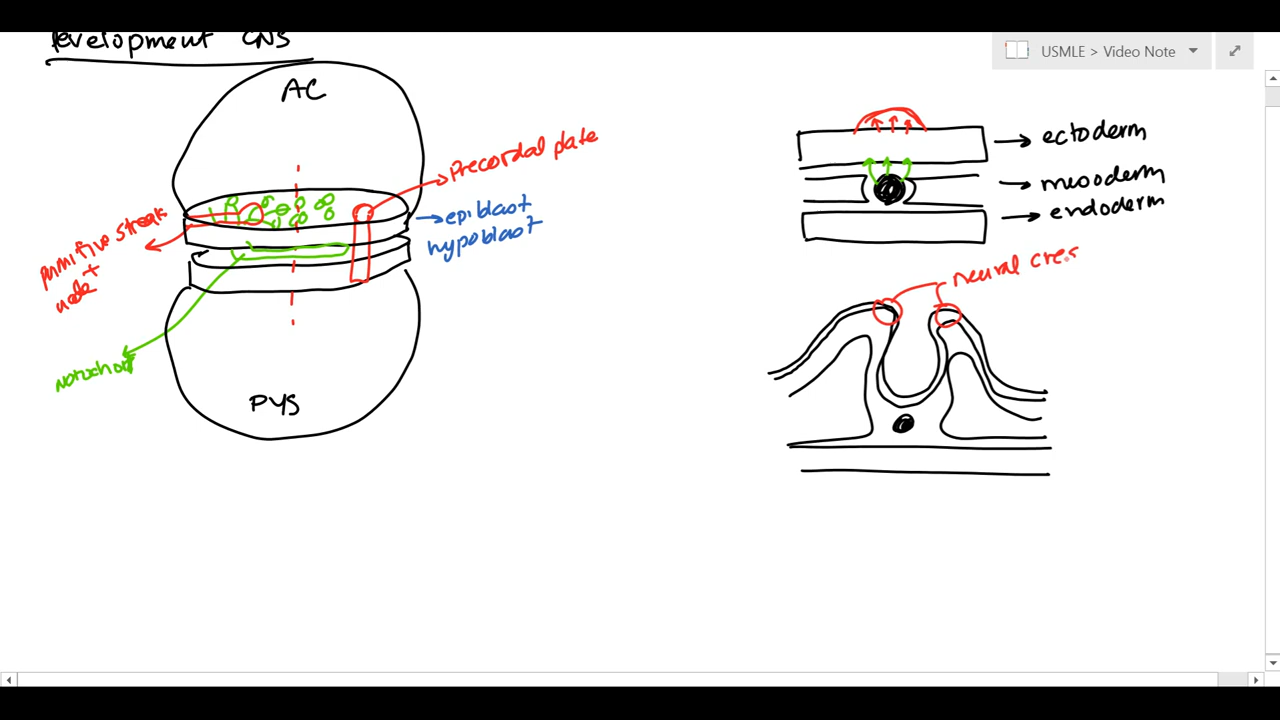 Development CNS
USMLE > Video Note
AC
Precordal plate
epiblast
hypoblast
primitive streak
+
node
Notochord
PYS
ectoderm
mesoderm
endoderm
neural cres